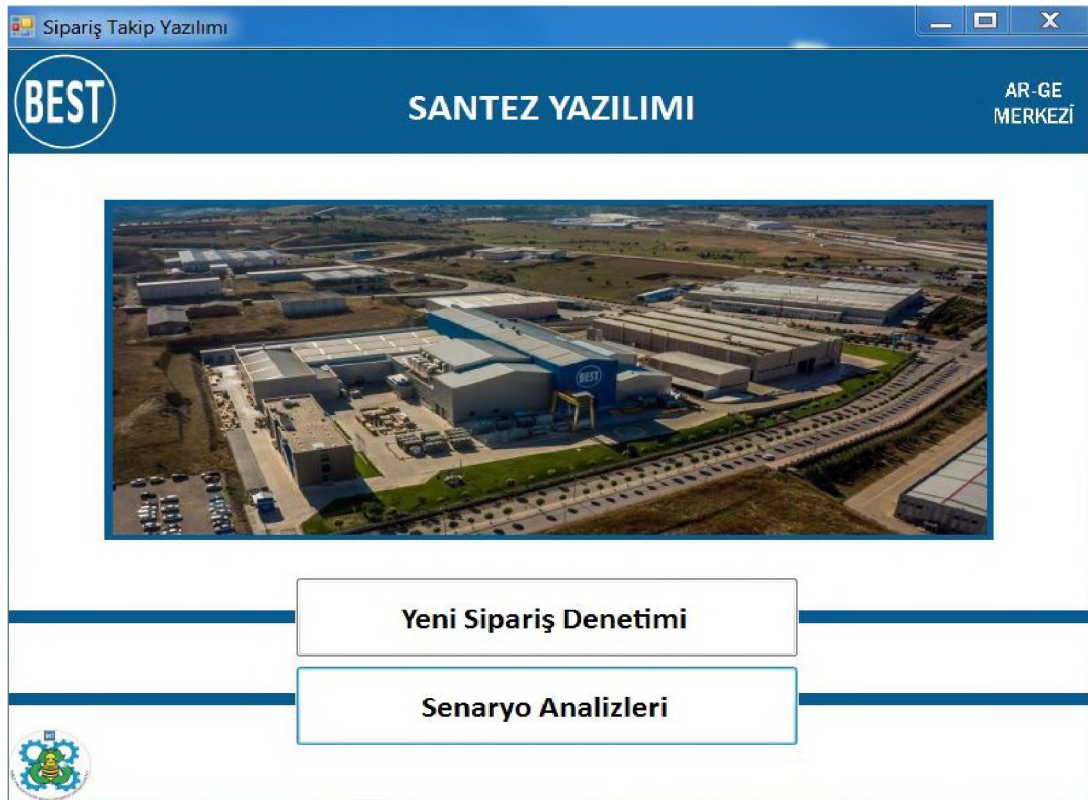 Sipariş Takip Yazılımı
BEST
SANTEZ YAZILIMI
AR-GE
MERKEZİ
BEST
Yeni Sipariş Denetimi
Senaryo Analizleri